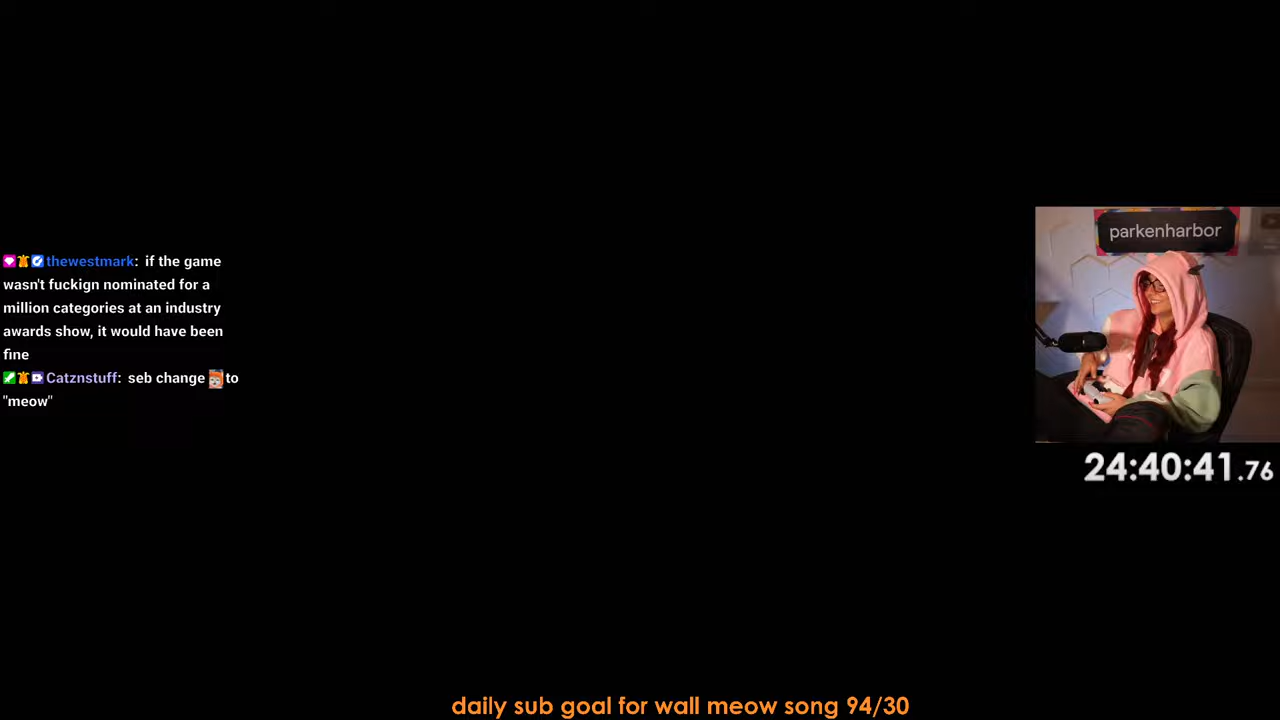 parkenharbor
thewestmark: if the game
wasn't fuckign nominated for a
million categories at an industry
awards show, it would have been
fine
Catznstuff: seb change to
"meow"
24:40:41.76
daily sub goal for wall meow song 94/30